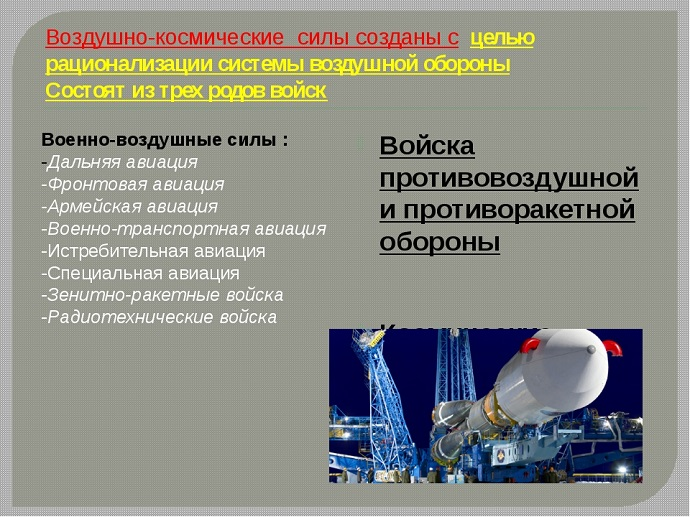 Воздушно-космические силы созданы с целью
рационализации системы воздушной обороны
Состоят из трех родов войск
Военно-воздушные силы :
-Дальняя авиация
-Фронтовая авиация
-Армейская авиация
-Военно-транспортная авиация
-Истребительная авиация
-Специальная авиация
-Зенитно-ракетные войска
-Радиотехнические войска
Войска
противовоздушной
и противоракетной
обороны